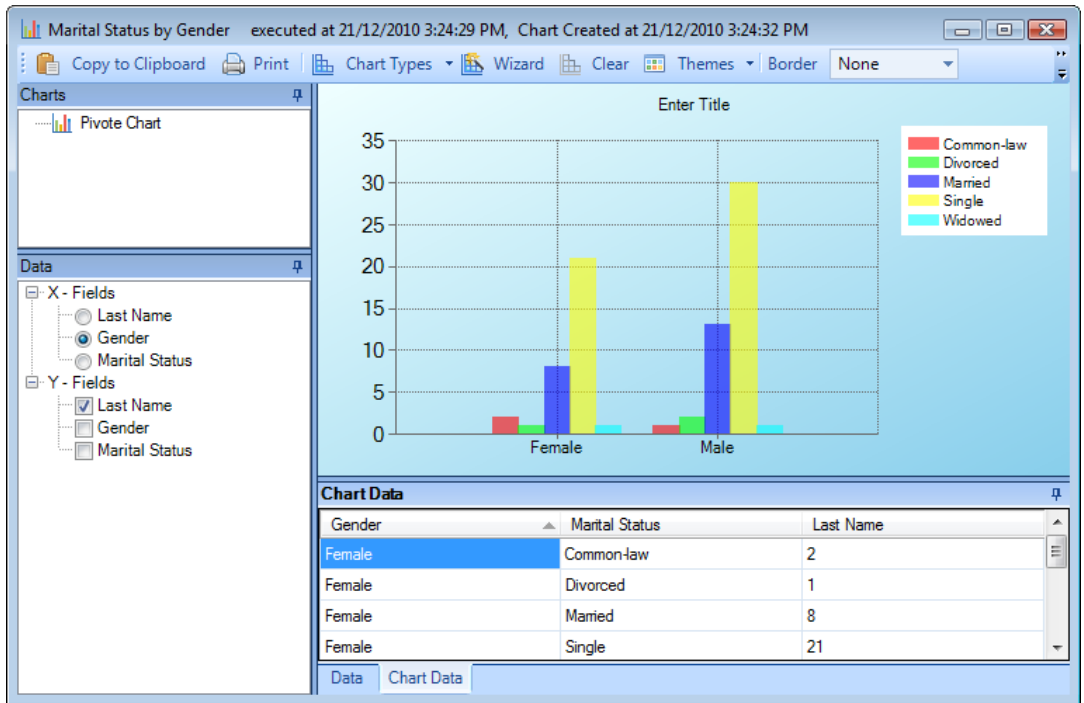 Marital Status by Gender executed at 21/12/2010 3:24:29 PM, Chart Created at 21/12/2010 3:24:32 PM
Copy to Clipboard Print Chart Types Wizard Clear Themes Border None
Charts
Pivote Chart
Data
X - Fields
Last Name
Gender
Marital Status
Y - Fields
Last Name
Gender
Marital Status
Enter Title
35
30
25
20
15
10
5
0
Female Male
Common-law
Divorced
Married
Single
Widowed
Chart Data
Gender Marital Status Last Name
Female Common-law 2
Female Divorced 1
Female Married 8
Female Single 21
Data Chart Data